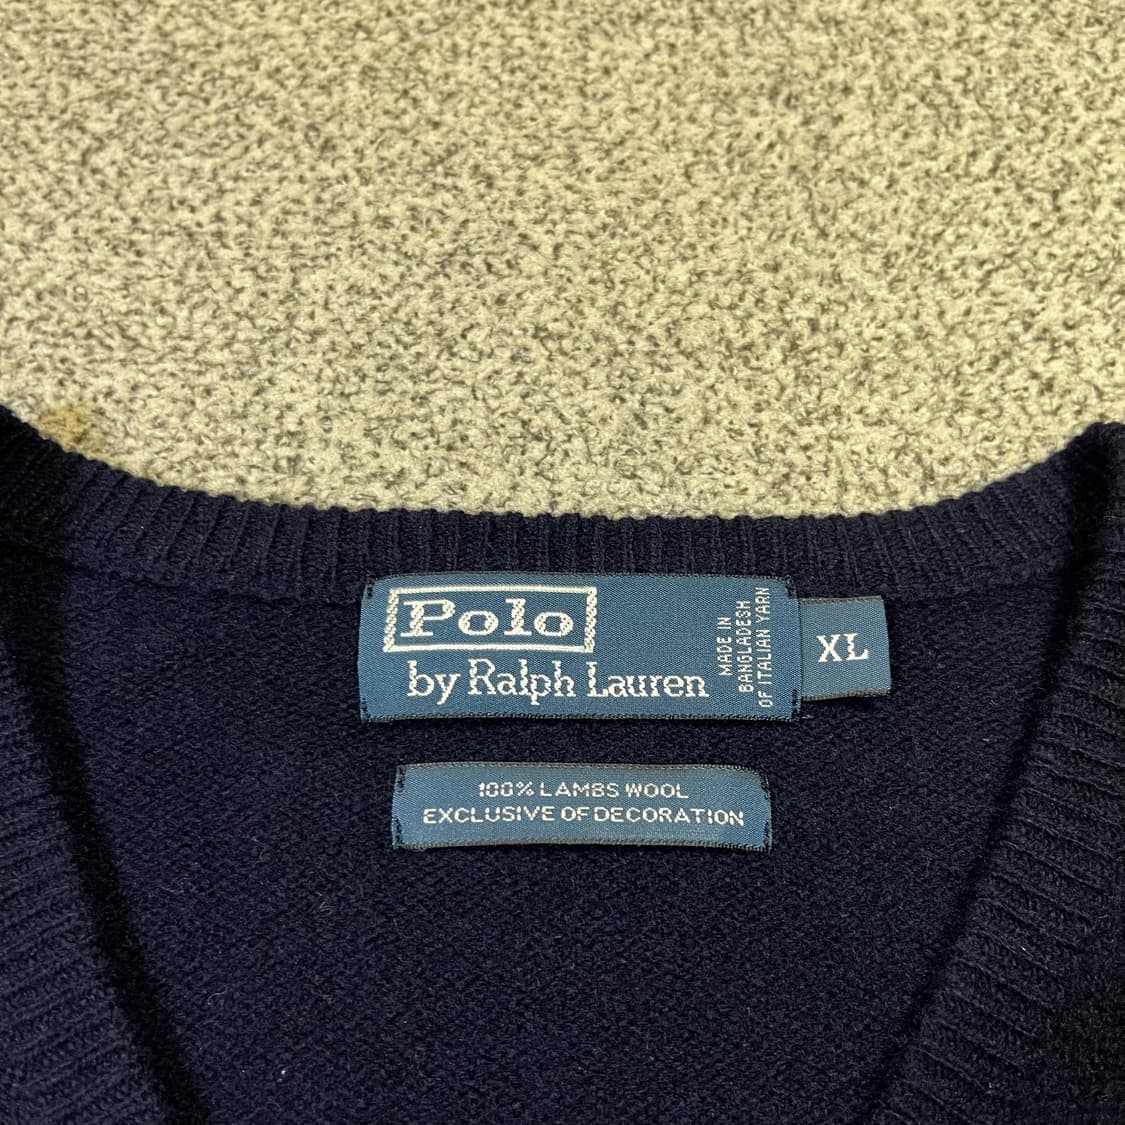 Polo
by Ralph Lauren
MADE IN
BANGLADESH
OF ITALIAN YARN
XL
100% LAMBS WOOL
EXCLUSIVE OF DECORATION